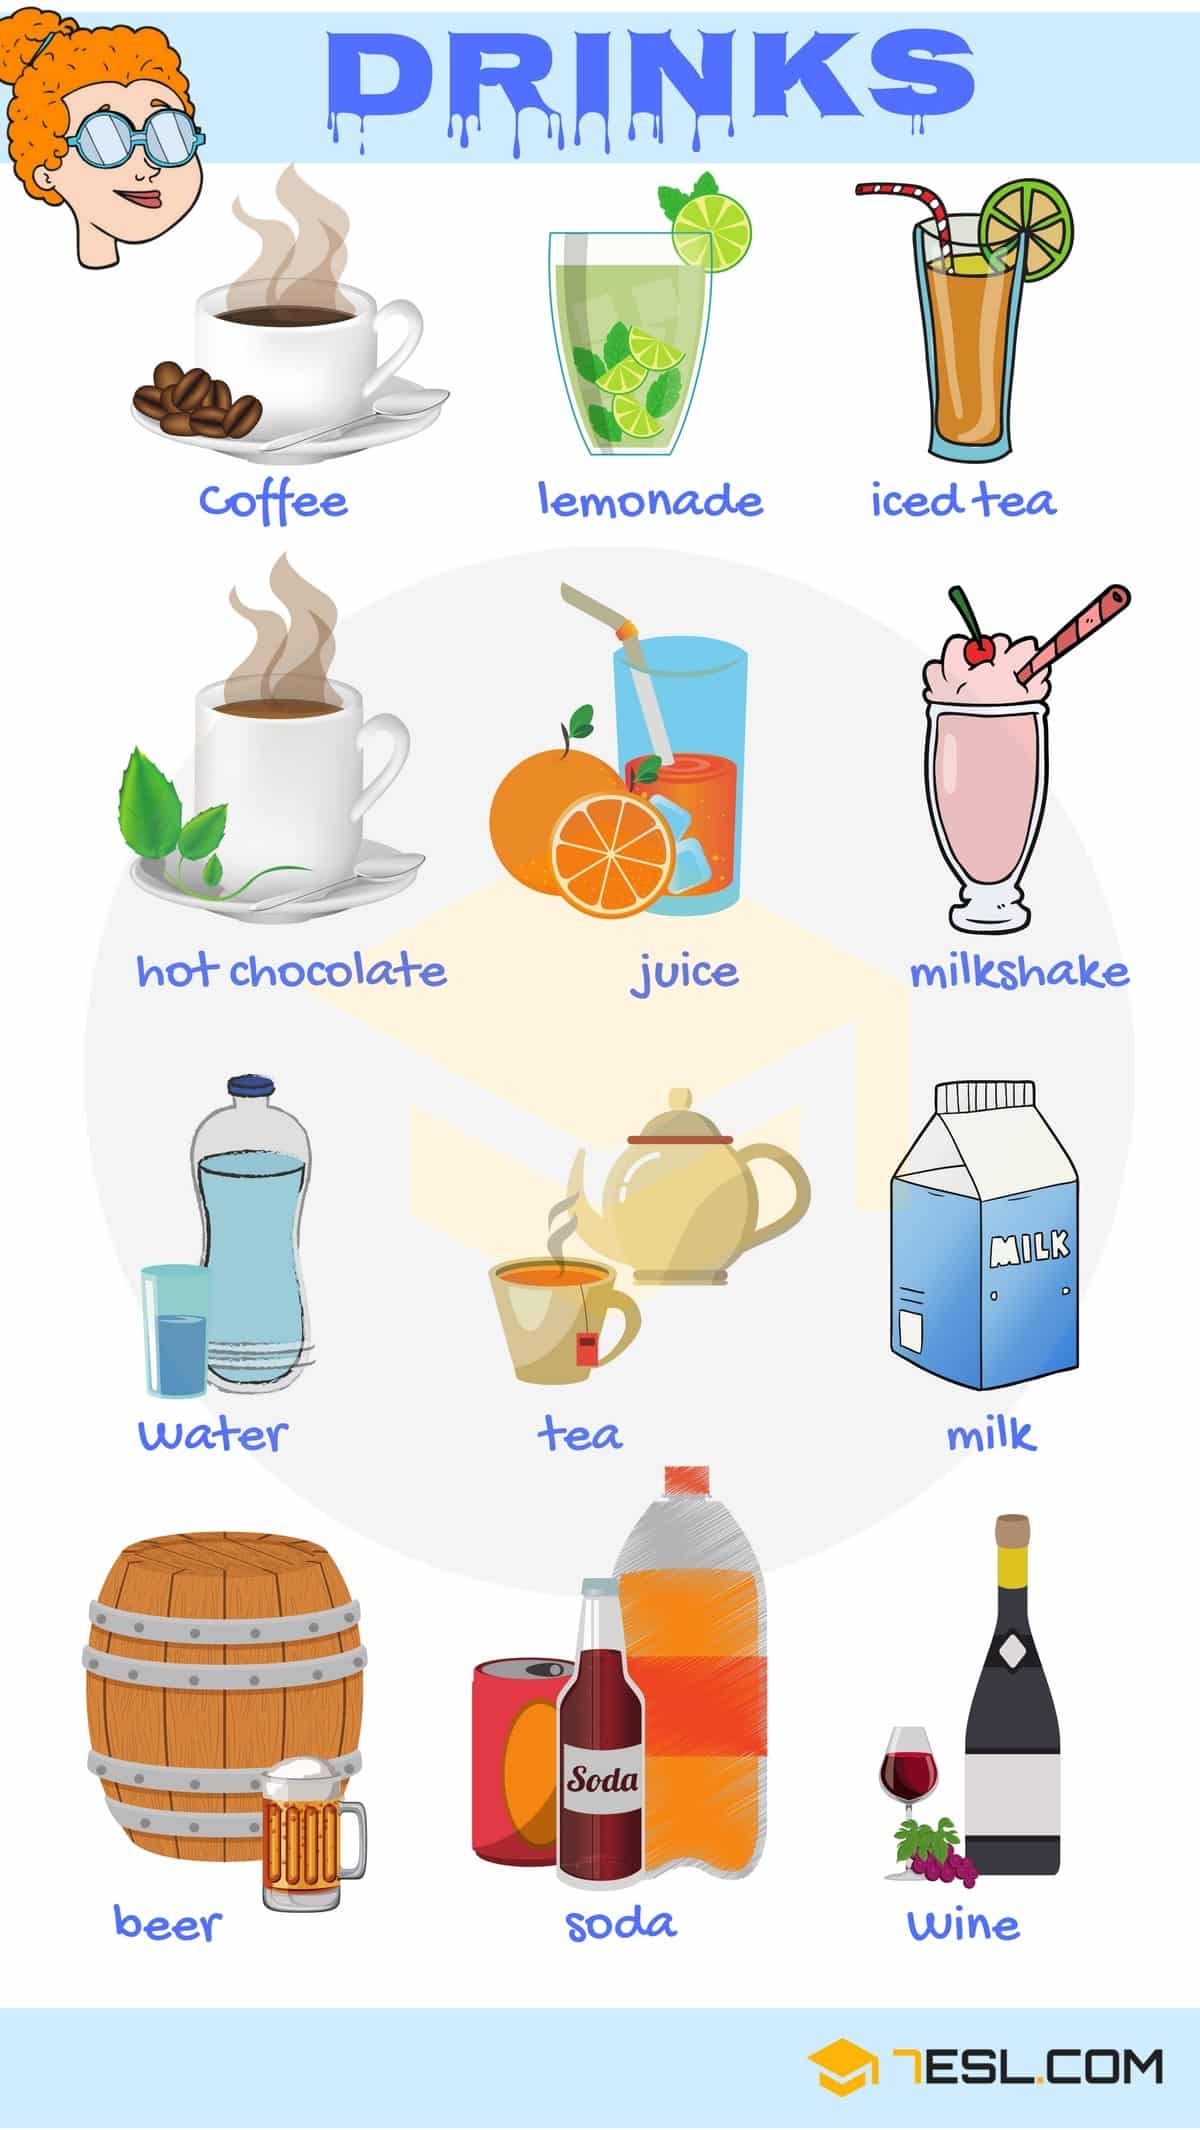 DRINKS
Coffee
lemonade
iced tea
hot chocolate
juice
milkshake
MILK
water
tea
milk
Soda
beer
soda
wine
7ESL.COM